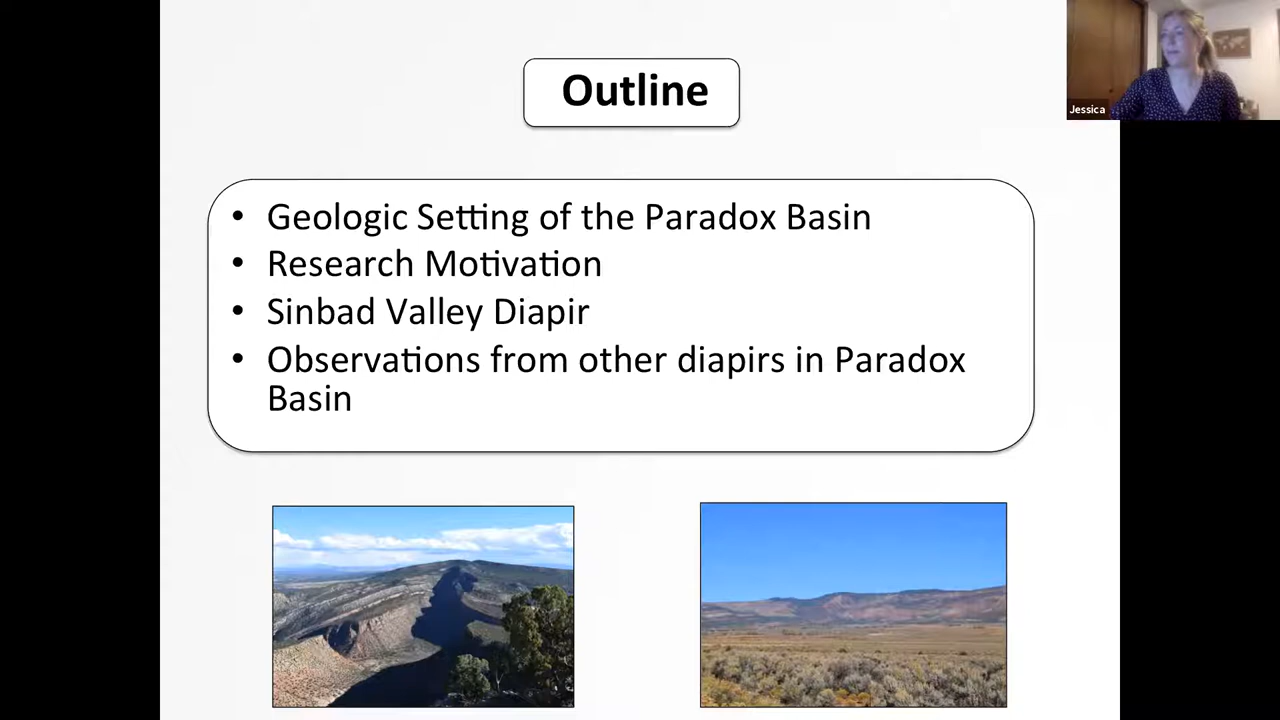 Outline
Jessica
• Geologic Setting of the Paradox Basin
• Research Motivation
• Sinbad Valley Diapir
• Observations from other diapirs in Paradox
Basin